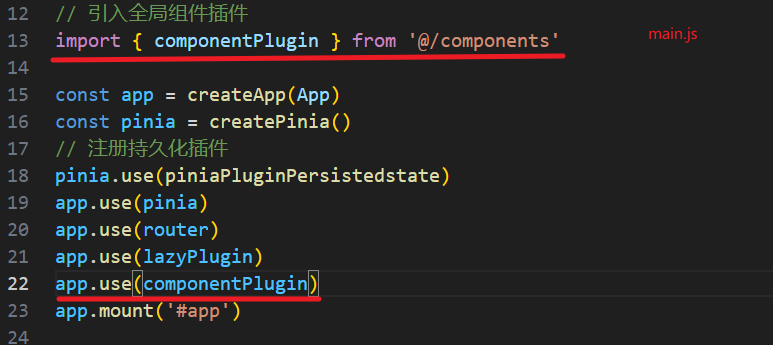 12 // 引入全局组件插件
13 import { componentPlugin } from '@/components'
main.js
14
15 const app = createApp(App)
16 const pinia = createPinia()
17 // 注册持久化插件
18 pinia.use(piniaPluginPersistedstate)
19 app.use(pinia)
20 app.use(router)
21 app.use(lazyPlugin)
22 app.use(componentPlugin)
23 app.mount('#app')
24